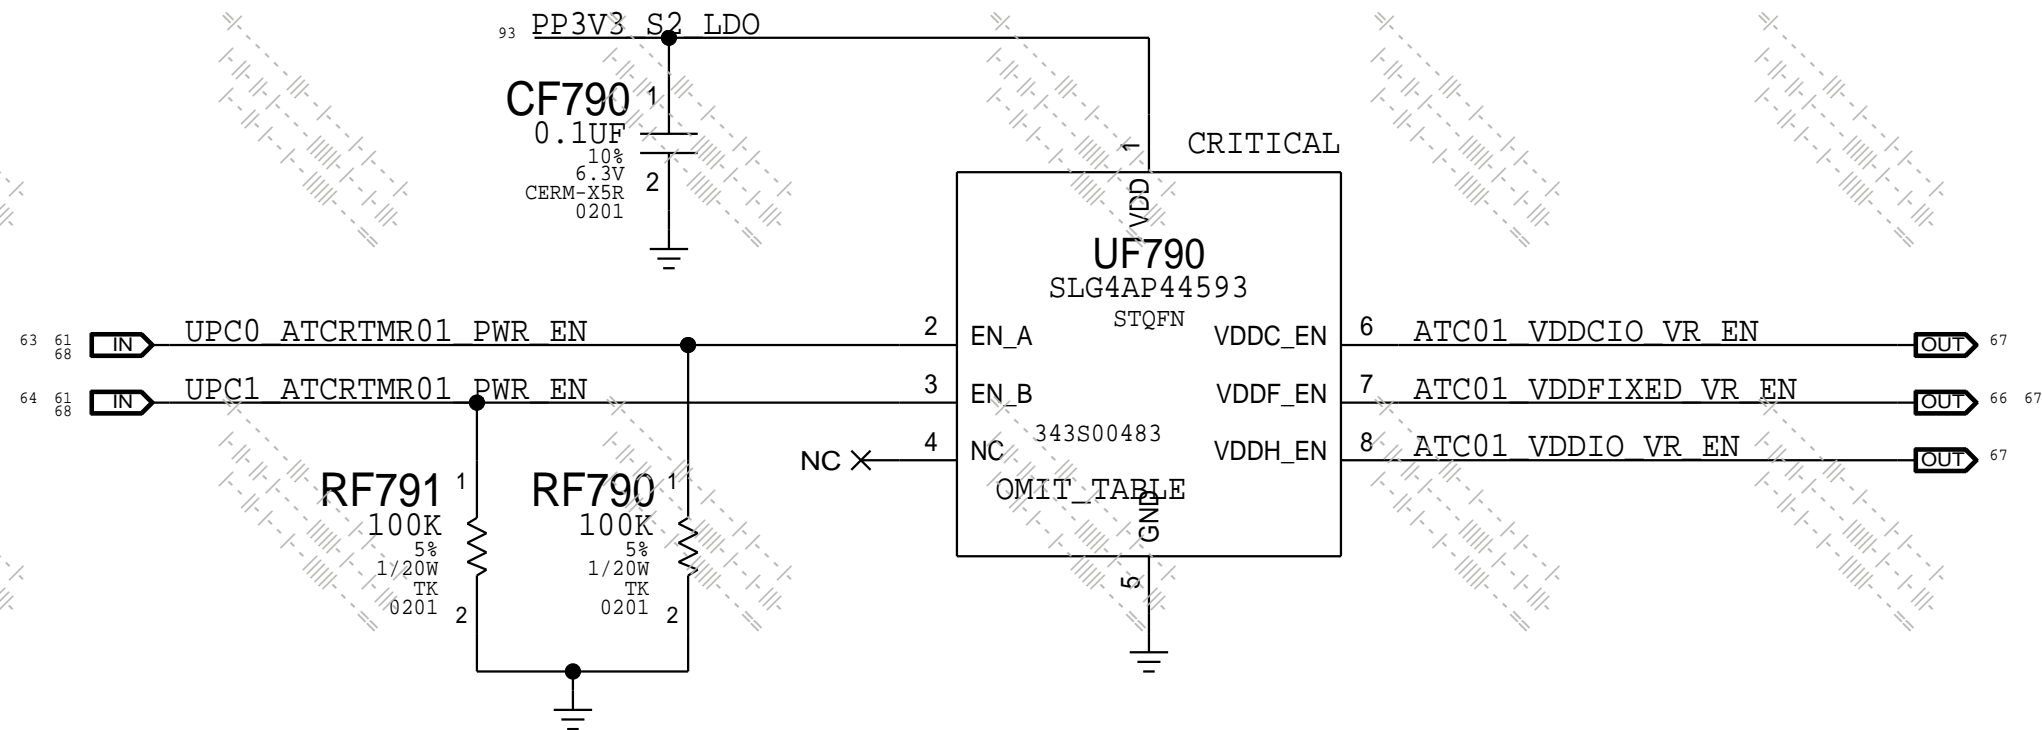 93 PP3V3_S2_LDO
CF790 1
0.1UF
10%
6.3V
CERM-X5R
0201
2
1
CRITICAL
VDD
UF790
SLG4AP44593
STQFN
63 61
68
IN
UPC0_ATCRTMR01_PWR_EN
2
EN_A
VDDC_EN
6
ATC01_VDDCIO_VR_EN
OUT
67
64 61
68
IN
UPC1_ATCRTMR01_PWR_EN
3
EN_B
VDDF_EN
7
ATC01_VDDFIXED_VR_EN
OUT
66 67
343S00483
NC
4
NC
VDDH_EN
8
ATC01_VDDIO_VR_EN
OUT
67
OMIT_TABLE
GND
5
RF791 1
100K
5%
1/20W
TK
0201
2
RF790 1
100K
5%
1/20W
TK
0201
2